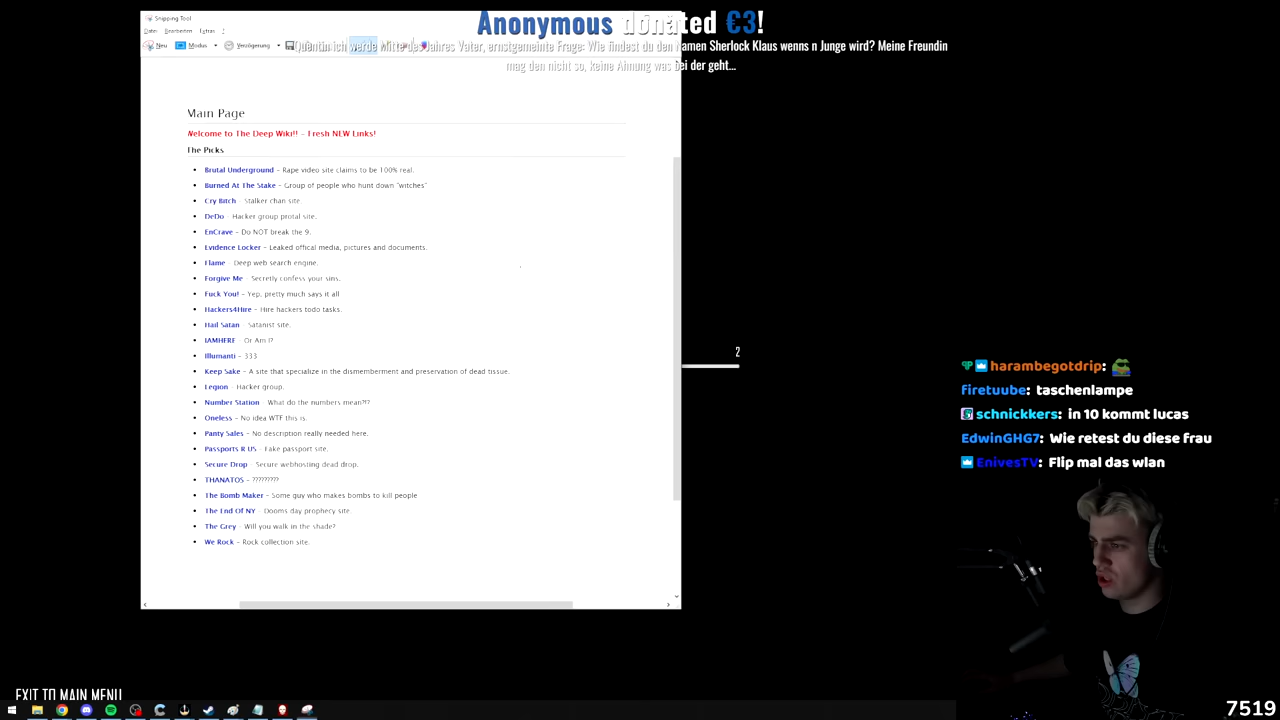 Snipping Tool
Datei Bearbeiten Extras ?
Neu Modus Verzögerung
Anonymous donated €3!
Quentin ich werde Mitte des Jahres Vater, ernstgemeinte Frage: Wie findest du den Namen Sherlock Klaus wenns n Junge wird? Meine Freundin
mag den nicht so, keine Ahnung was bei der geht...
Main Page
Welcome to The Deep Wiki!! - Fresh NEW Links!
The Picks
Brutal Underground - Rape video site claims to be 100% real.
Burned At The Stake - Group of people who hunt down "witches"
Cry Bitch - Stalker chan site.
DeDo - Hacker group protal site.
EnCrave - Do NOT break the 9.
Evidence Locker - Leaked offical media, pictures and documents.
Flame - Deep web search engine.
Forgive Me - Secretly confess your sins.
Fuck You! - Yep, pretty much says it all
Hackers4Hire - Hire hackers todo tasks.
Hail Satan - Satanist site.
IAMHERE - Or Am I?
Illumanti - 333
Keep Sake - A site that specialize in the dismemberment and preservation of dead tissue.
Legion - Hacker group.
Number Station - What do the numbers mean?!?
Oneless - No idea WTF this is.
Panty Sales - No description really needed here.
Passports R US - Fake passport site.
Secure Drop - Secure webhosting dead drop.
THANATOS - ?????????
The Bomb Maker - Some guy who makes bombs to kill people
The End Of NY - Dooms day prophecy site.
The Grey - Will you walk in the shade?
We Rock - Rock collection site.
2
harambegotdrip:
firetuube: taschenlampe
schnickkers: in 10 kommt lucas
EdwinGHG7: Wie retest du diese frau
EnivesTV: Flip mal das wlan
EXIT TO MAIN MENU
7519